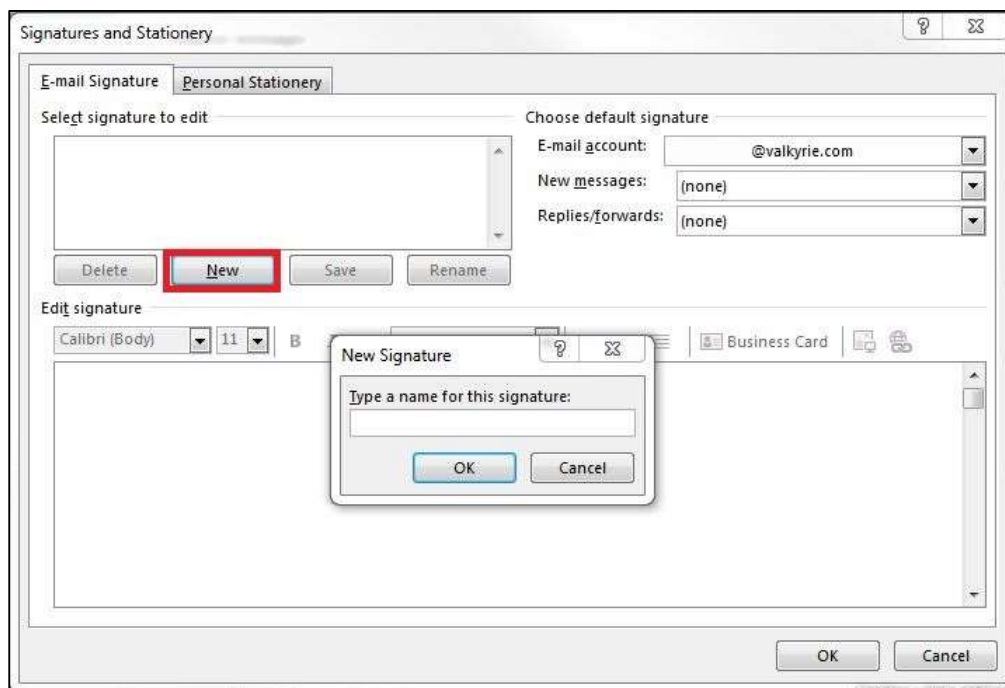 Signatures and Stationery
E-mail Signature
Personal Stationery
Select signature to edit
Choose default signature
E-mail account:
@valkyrie.com
New messages:
(none)
Replies/forwards:
(none)
Delete
New
Save
Rename
Edit signature
Calibri (Body)
11
B
Business Card
New Signature
Type a name for this signature:
OK
Cancel
OK
Cancel